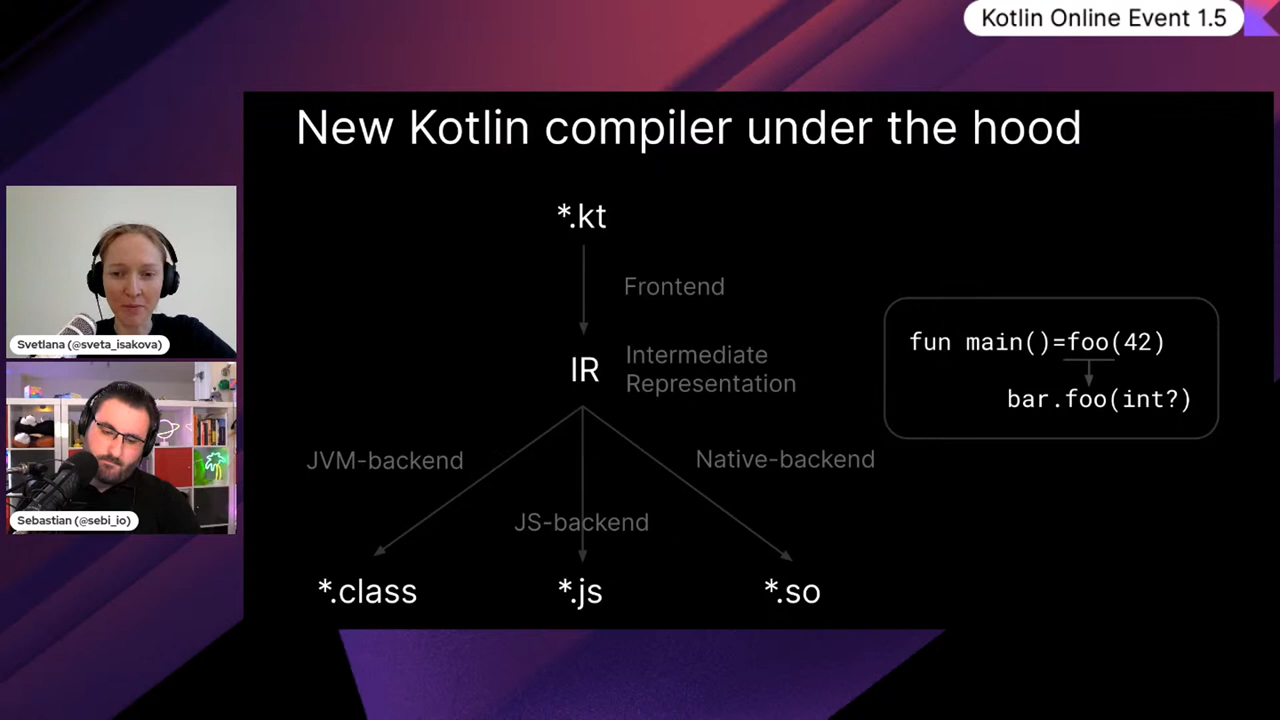 Kotlin Online Event 1.5
New Kotlin compiler under the hood
*.kt
Frontend
IR
Intermediate
Representation
fun main()=foo(42)
bar.foo(int?)
JVM-backend
Native-backend
JS-backend
*.class
*.js
*.so
Svetlana (@sveta_isakova)
Sebastian (@sebi_io)